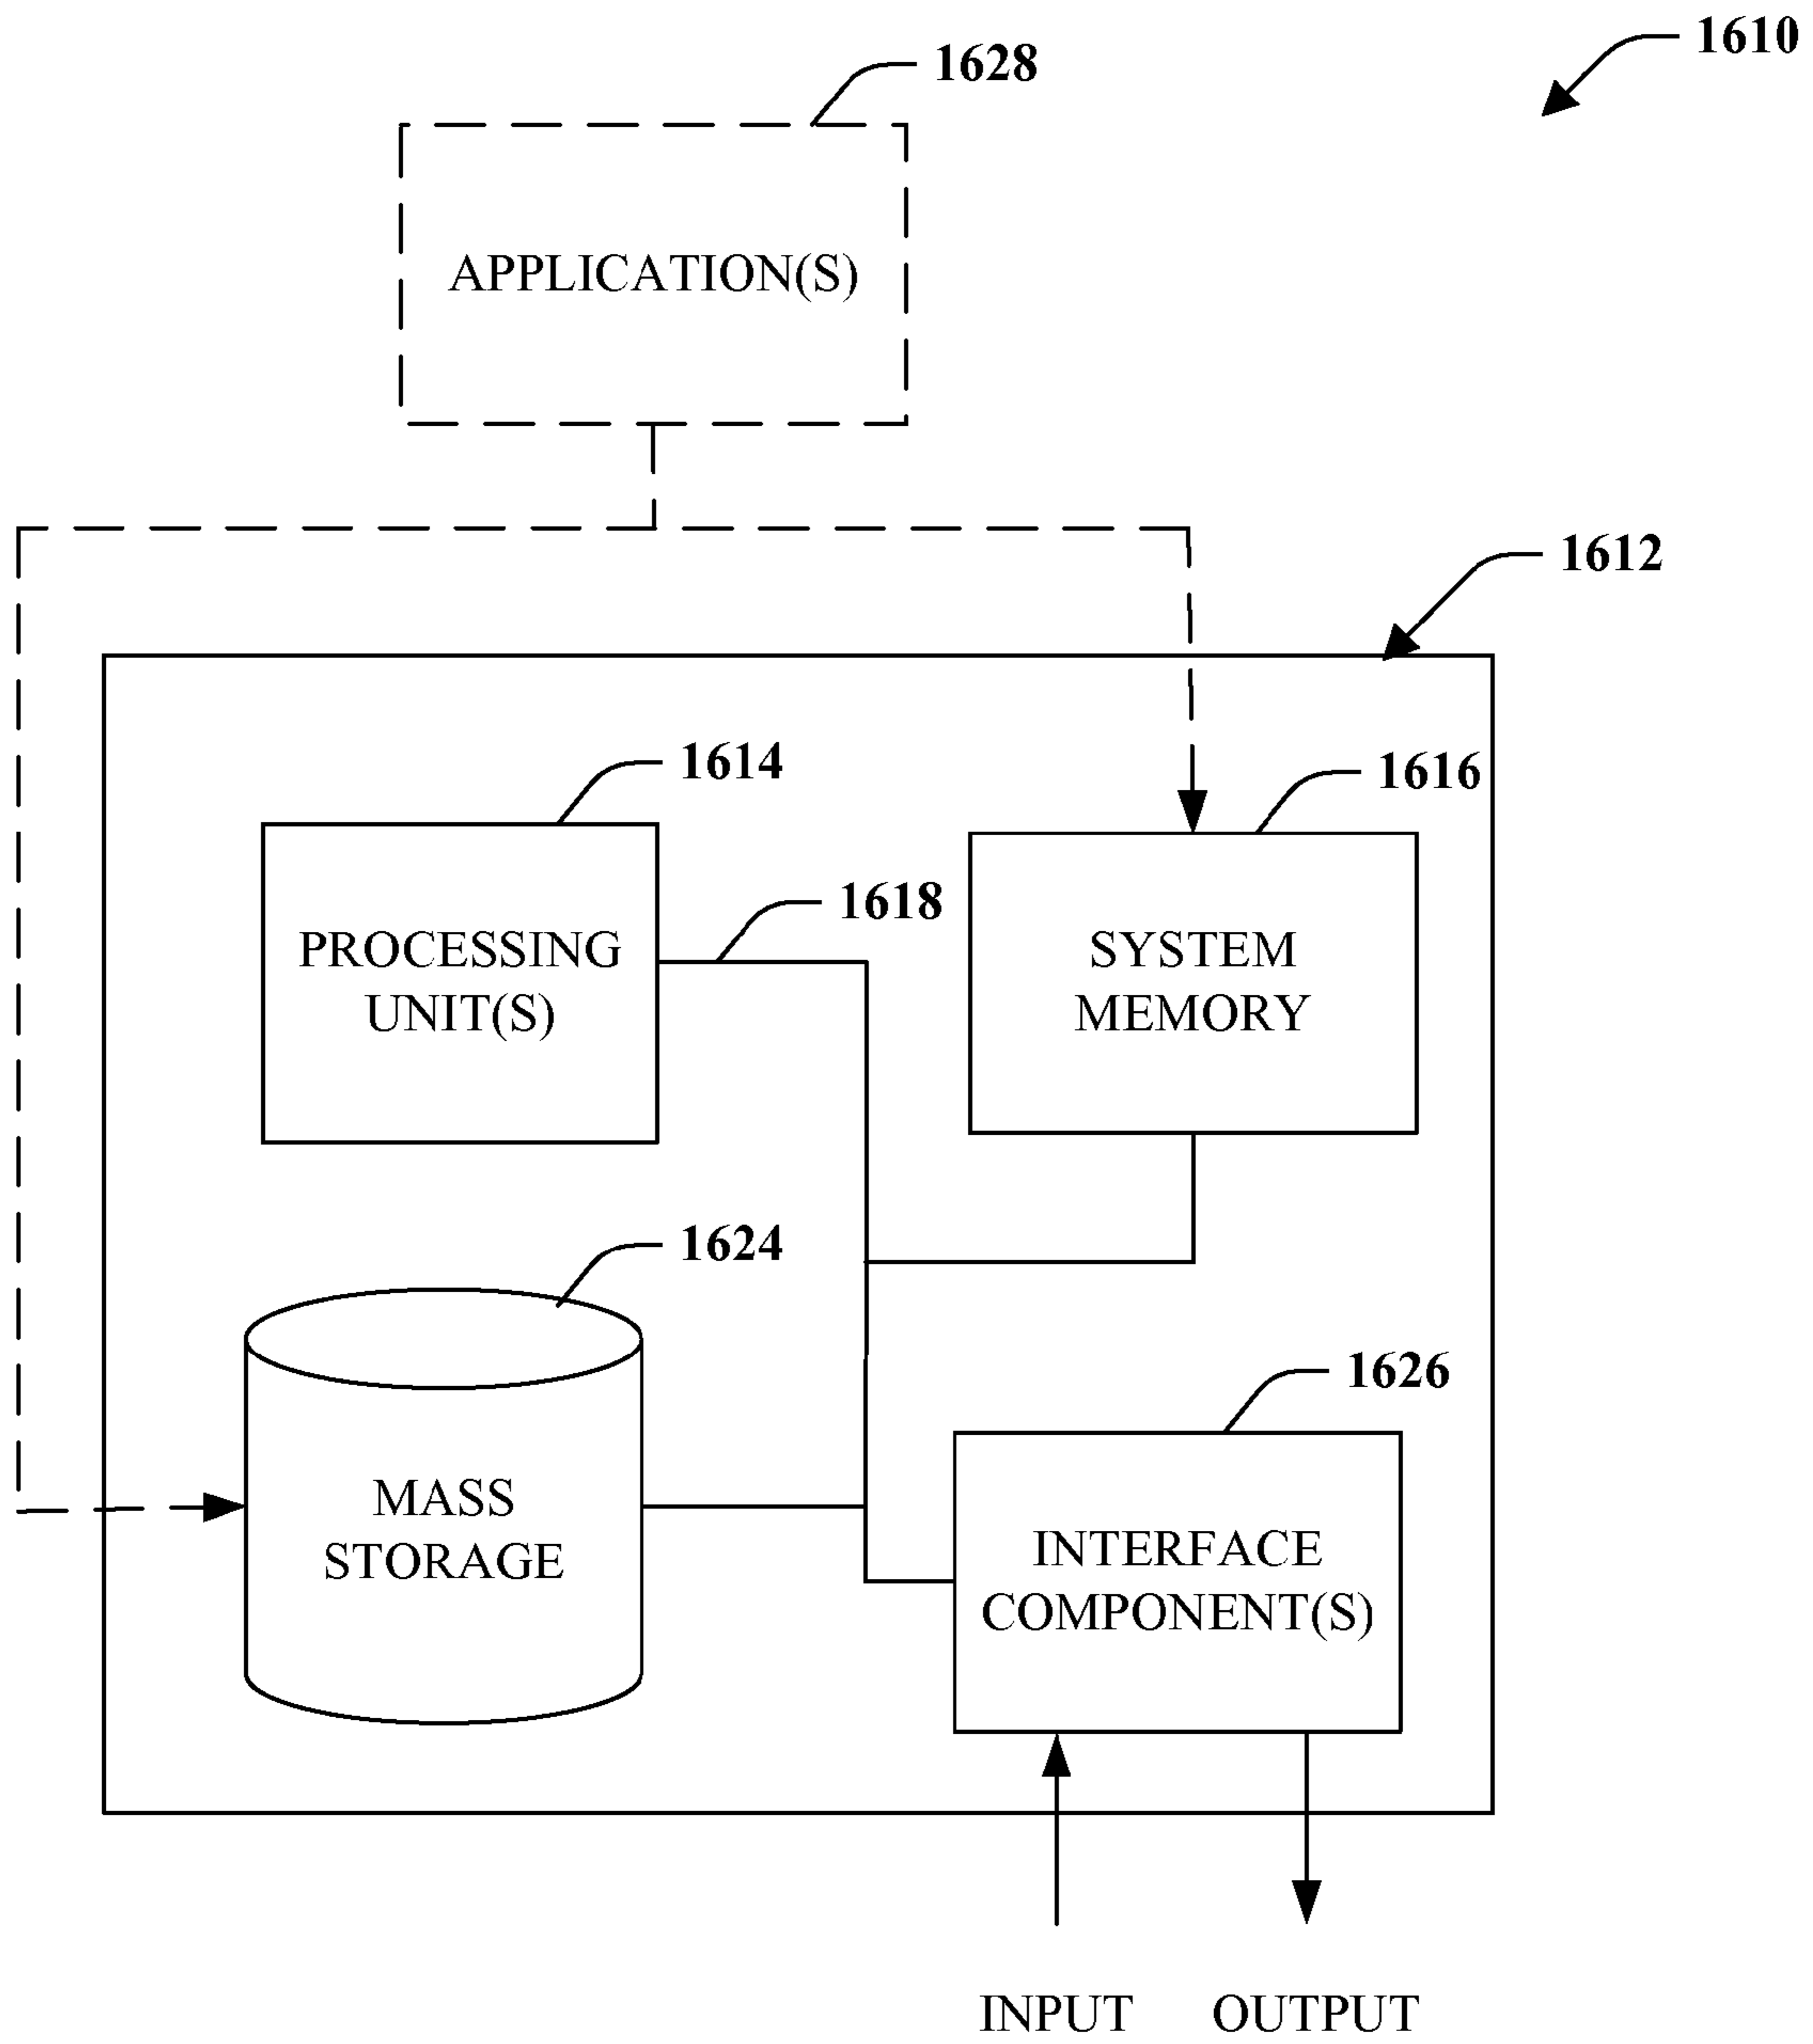 1610
1628
APPLICATION(S)
1612
1614
1616
1618
PROCESSING
UNIT(S)
SYSTEM
MEMORY
1624
1626
MASS
STORAGE
INTERFACE
COMPONENT(S)
INPUT
OUTPUT